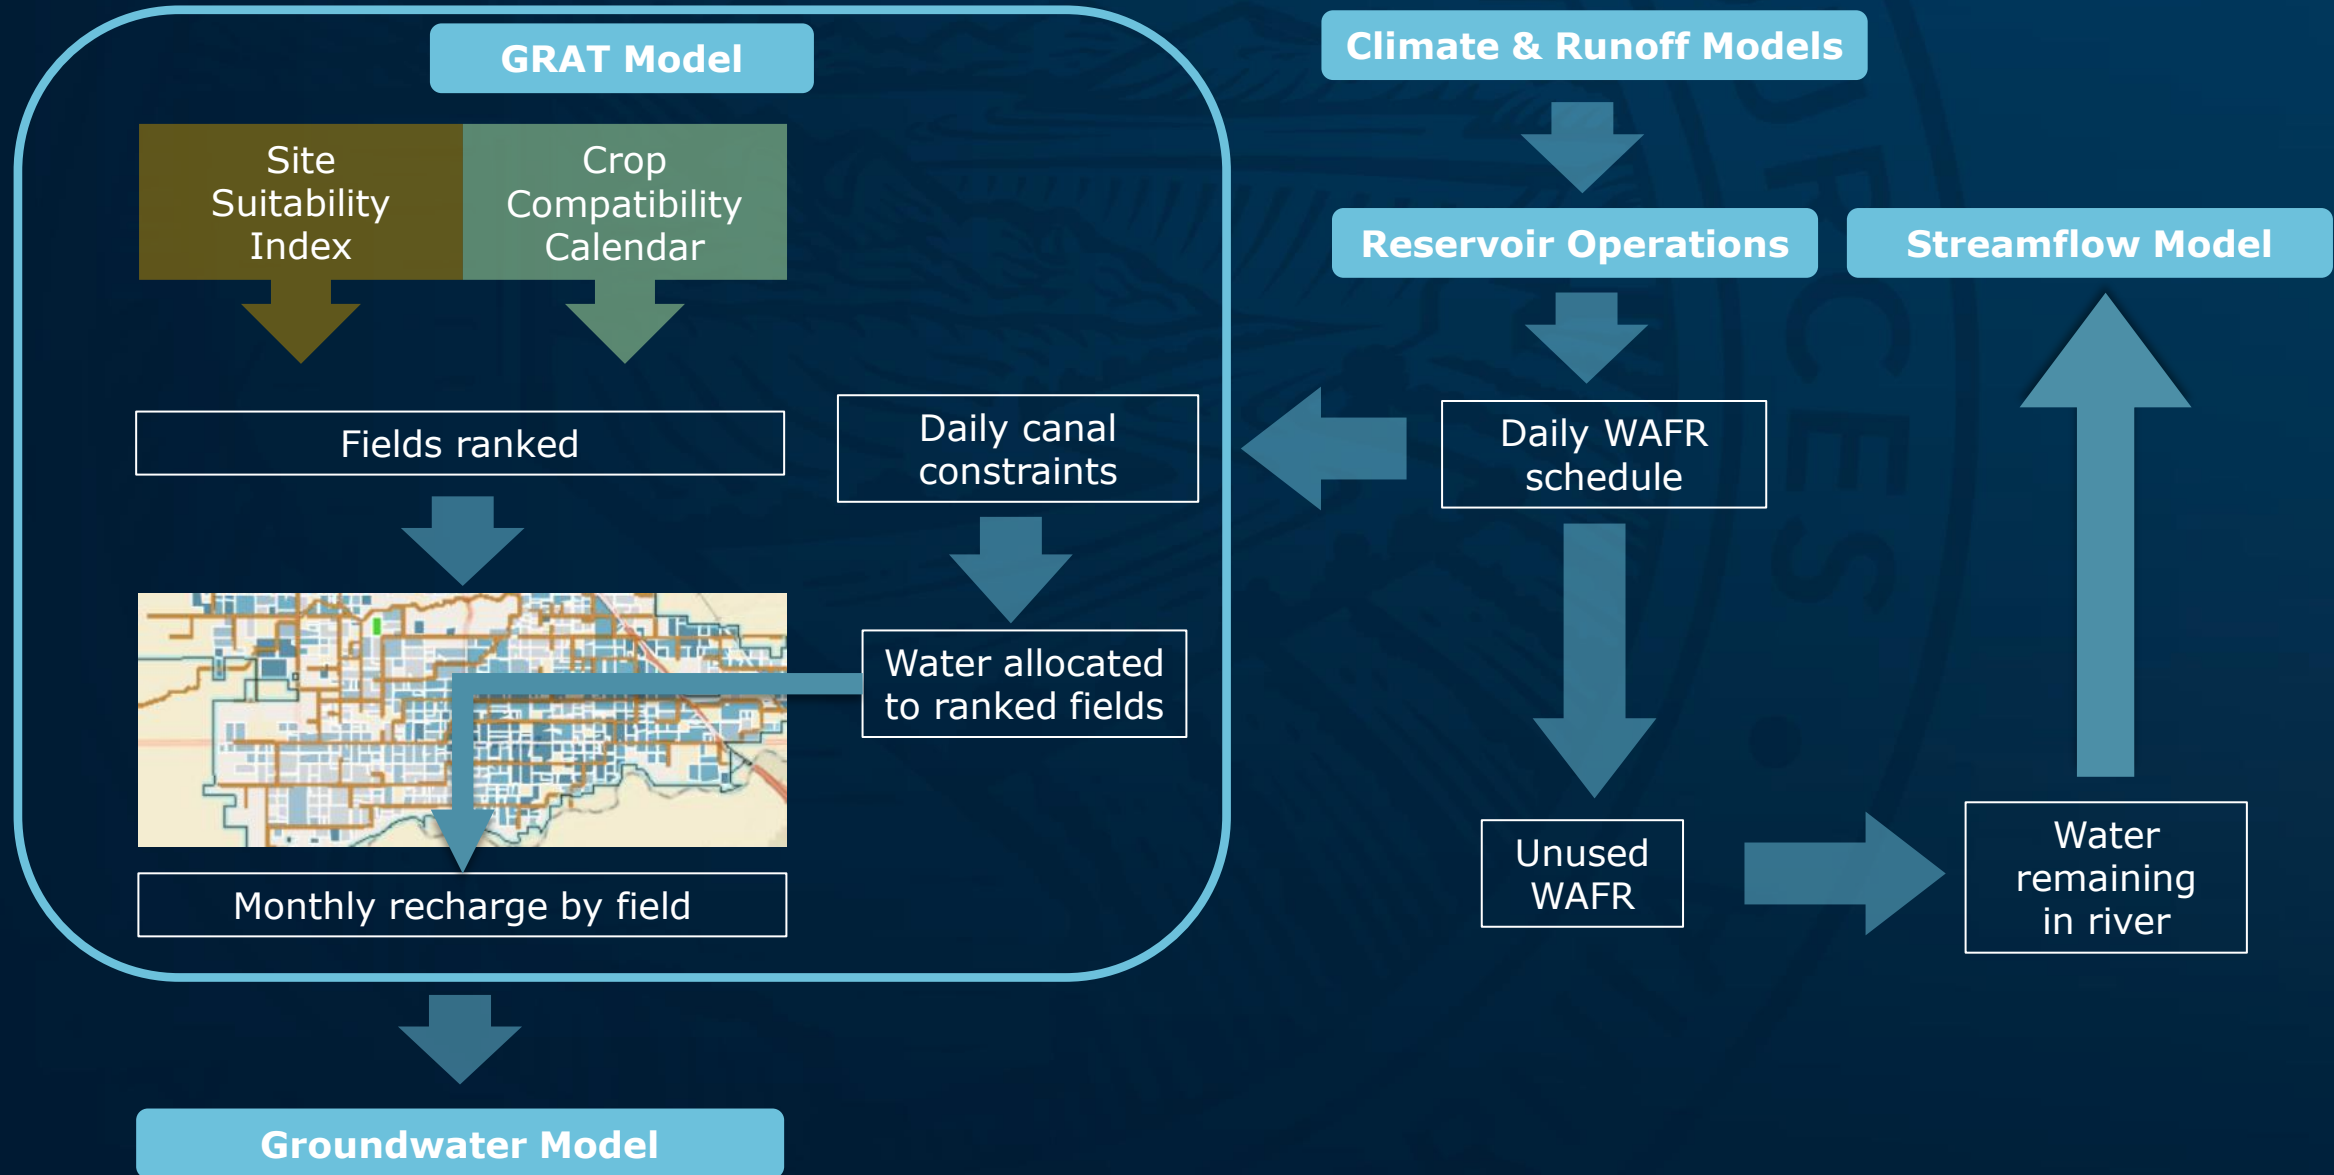 GRAT Model
Site
Suitability
Index
Crop
Compatibility
Calendar
Fields ranked
Daily canal
constraints
Water allocated
to ranked fields
Monthly recharge by field
Groundwater Model
Climate & Runoff Models
Reservoir Operations
Streamflow Model
Daily WAFR
schedule
Unused
WAFR
Water
remaining
in river